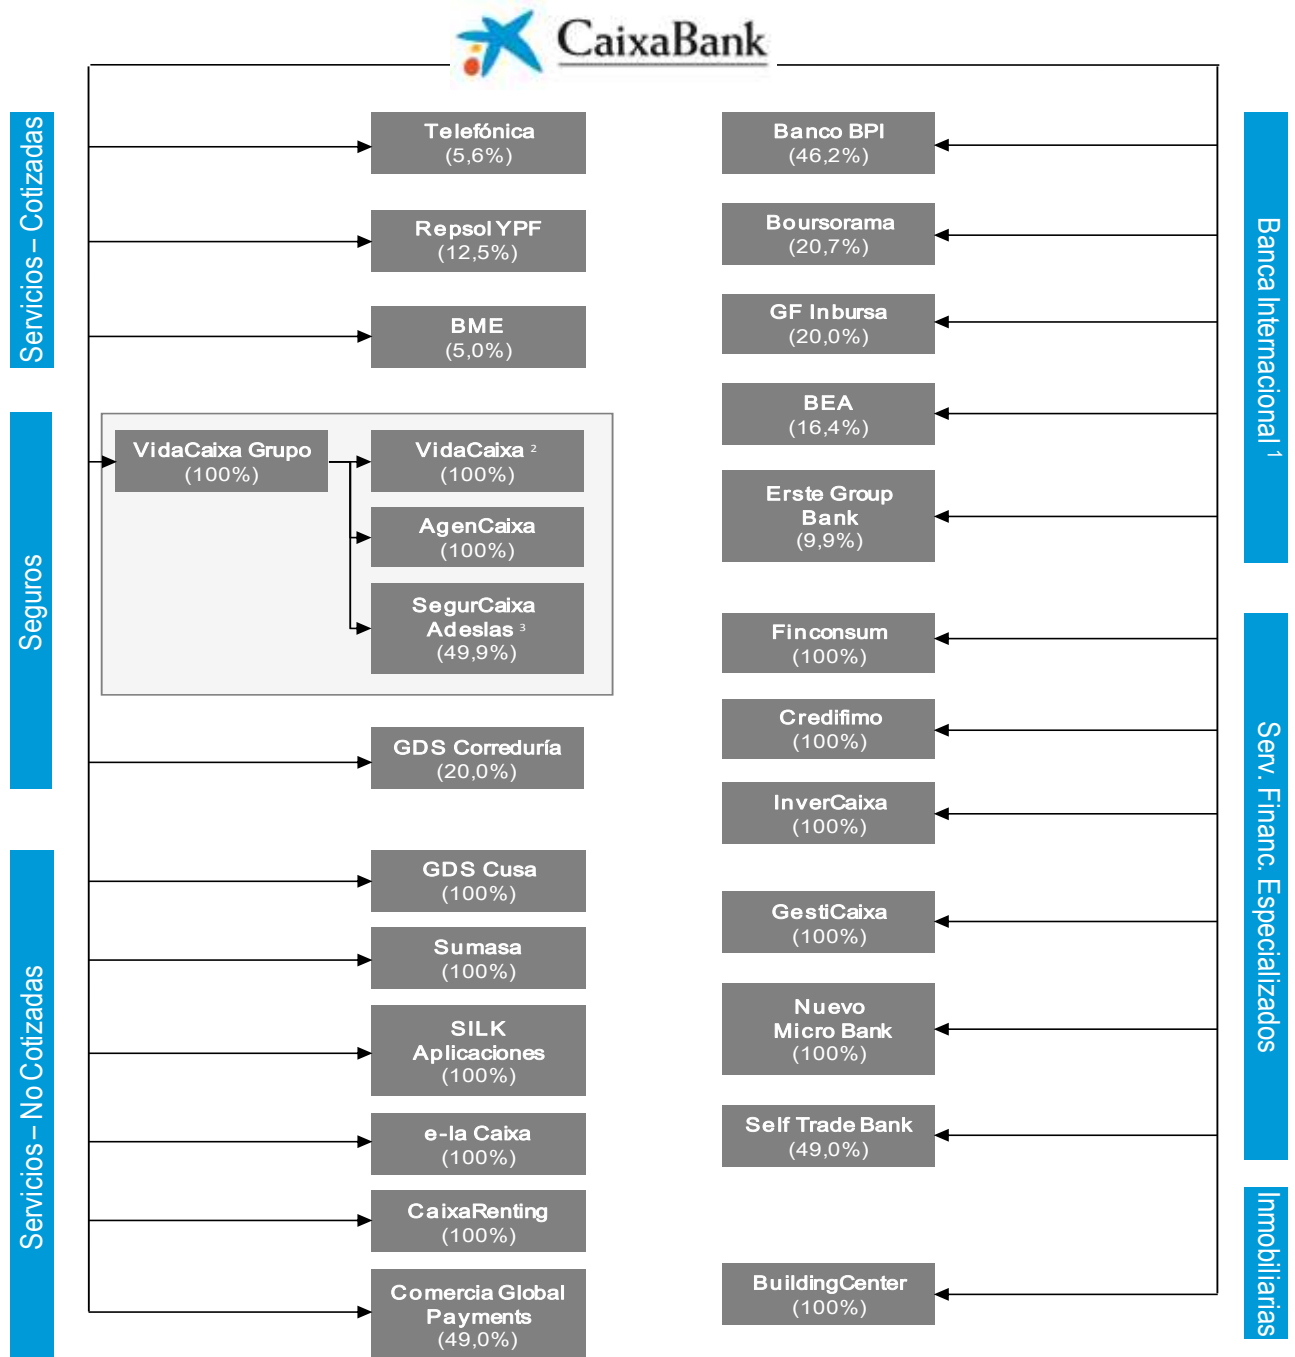 CaixaBank
Servicios – Cotizadas
Telefónica
(5,6%)
Repsol YPF
(12,5%)
BME
(5,0%)
Seguros
VidaCaixa Grupo
(100%)
VidaCaixa ²
(100%)
AgenCaixa
(100%)
SegurCaixa
Adeslas ³
(49,9%)
GDS Correduría
(20,0%)
Servicios – No Cotizadas
GDS Cusa
(100%)
Sumasa
(100%)
SILK
Aplicaciones
(100%)
e-la Caixa
(100%)
CaixaRenting
(100%)
Comercia Global
Payments
(49,0%)
Banca Internacional ¹
Banco BPI
(46,2%)
Boursorama
(20,7%)
GF Inbursa
(20,0%)
BEA
(16,4%)
Erste Group
Bank
(9,9%)
Serv. Financ. Especializados
Finconsum
(100%)
Credifimo
(100%)
InverCaixa
(100%)
GestiCaixa
(100%)
Nuevo
Micro Bank
(100%)
Self Trade Bank
(49,0%)
Inmobiliarias
BuildingCenter
(100%)